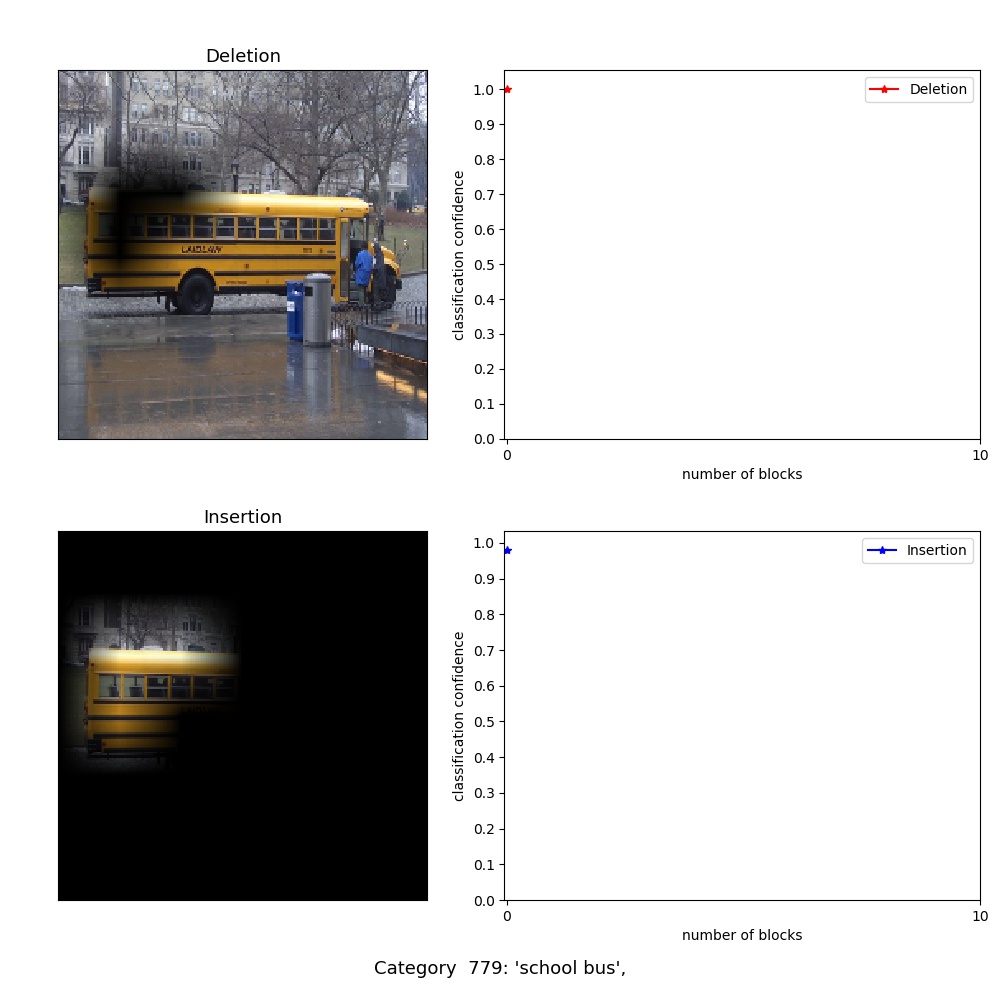 Deletion
LAIDLAW
1.0
0.9
0.8
0.7
0.6
0.5
0.4
0.3
0.2
0.1
0.0
classification confidence
Deletion
0
10
number of blocks
Insertion
1.0
0.9
0.8
0.7
0.6
0.5
0.4
0.3
0.2
0.1
0.0
classification confidence
Insertion
0
10
number of blocks
Category  779: 'school bus',